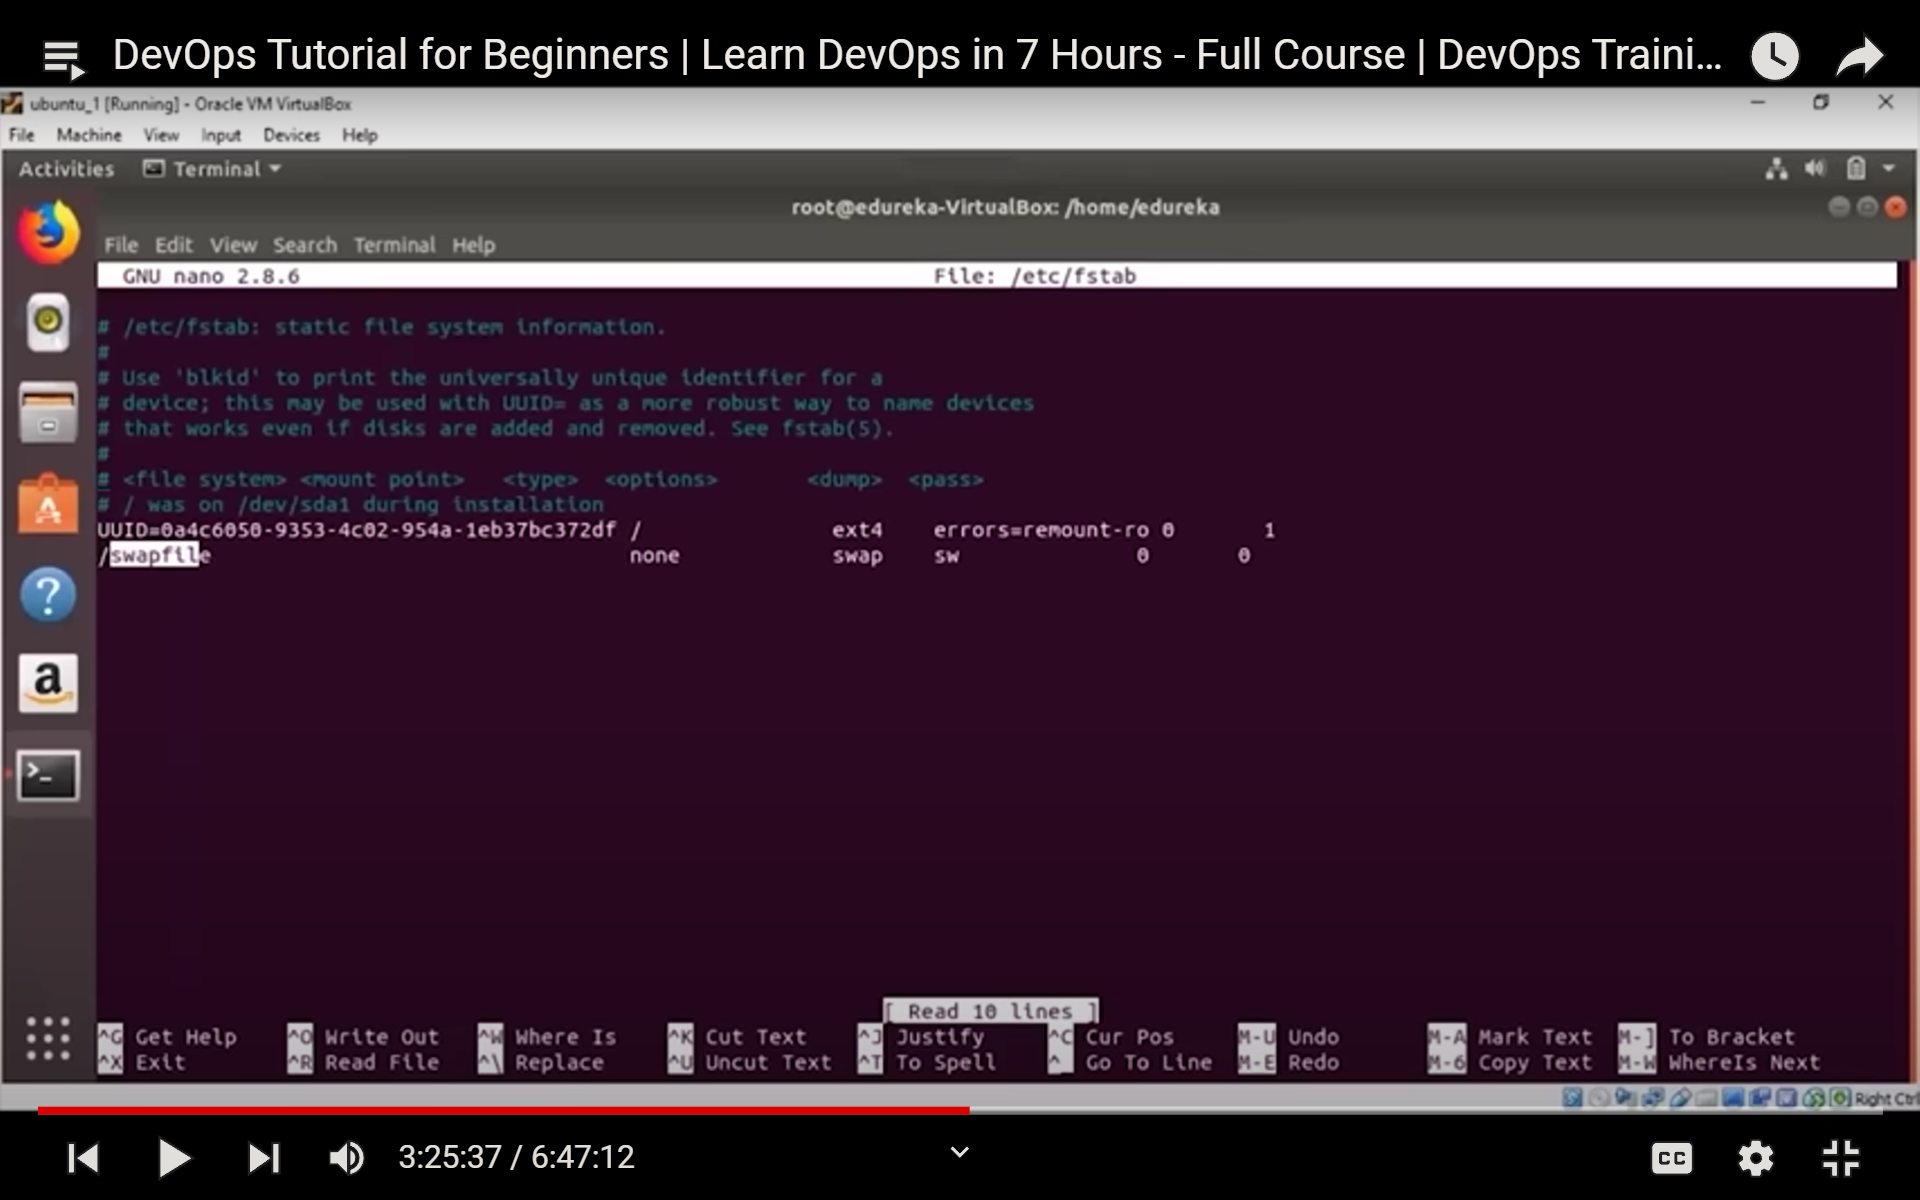 DevOps Tutorial for Beginners | Learn DevOps in 7 Hours - Full Course | DevOps Traini...
ubuntu_1 [Running] - Oracle VM VirtualBox
File Machine View Input Devices Help
Activities Terminal
root@edureka-VirtualBox: /home/edureka
File Edit View Search Terminal Help
GNU nano 2.8.6 File: /etc/fstab
# /etc/fstab: static file system information.
#
# Use 'blkid' to print the universally unique identifier for a
# device; this may be used with UUID= as a more robust way to name devices
# that works even if disks are added and removed. See fstab(5).
#
# <file system> <mount point> <type> <options> <dump> <pass>
# / was on /dev/sda1 during installation
UUID=0a4c6050-9353-4c02-954a-1eb37bc372df / ext4 errors=remount-ro 0 1
/swapfile none swap sw 0 0
[ Read 10 lines ]
^G Get Help ^O Write Out ^W Where Is ^K Cut Text ^J Justify ^C Cur Pos M-U Undo M-A Mark Text M-] To Bracket
^X Exit ^R Read File ^\ Replace ^U Uncut Text ^T To Spell ^_ Go To Line M-E Redo M-6 Copy Text M-W WhereIs Next
Right Ctrl
3:25:37 / 6:47:12
CC